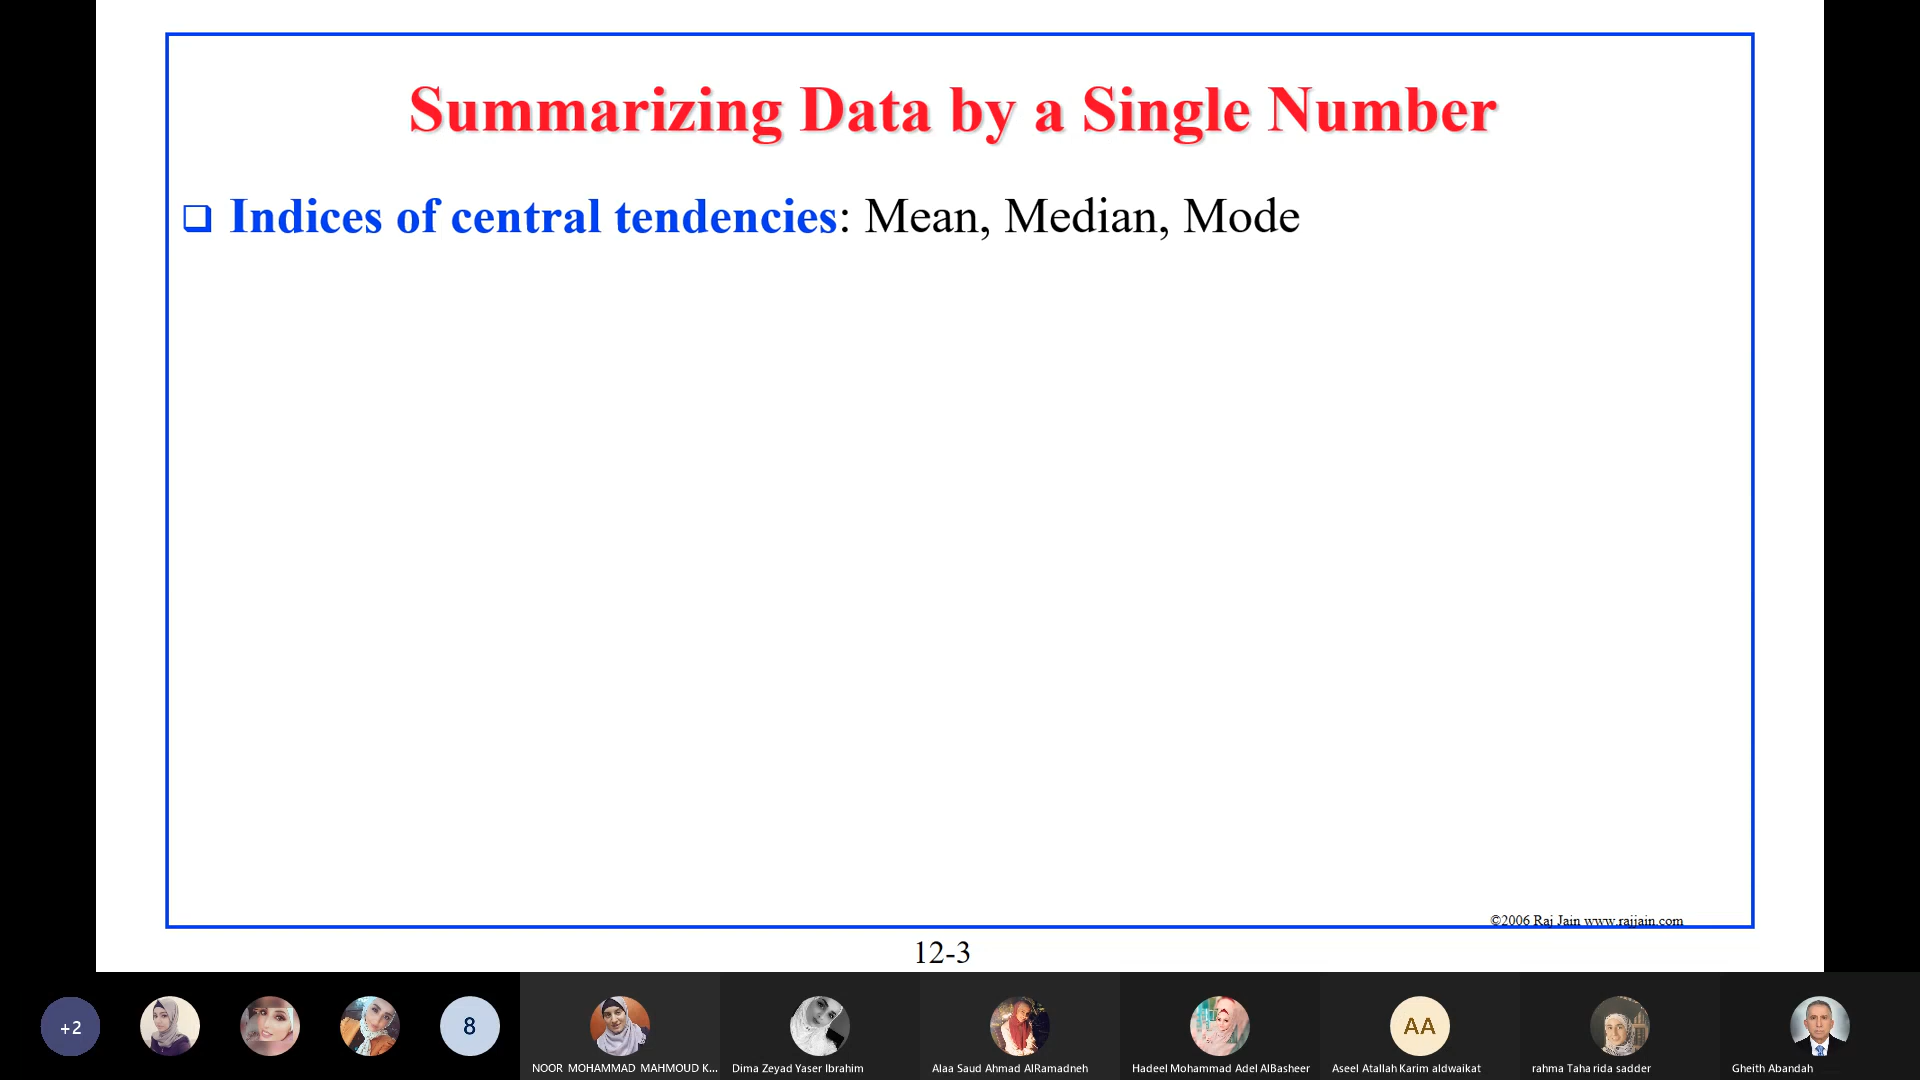 Summarizing Data by a Single Number
❏ Indices of central tendencies: Mean, Median, Mode
©2006 Raj Jain www.rajjain.com
12-3
+2
8
AA
NOOR MOHAMMAD MAHMOUD K...
Dima Zeyad Yaser Ibrahim
Alaa Saud Ahmad AlRamadneh
Hadeel Mohammad Adel AlBasheer
Aseel Atallah Karim aldwaikat
rahma Taha rida sadder
Gheith Abandah